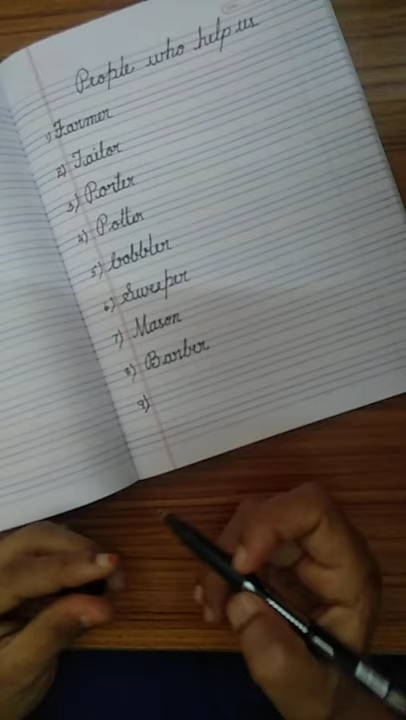 People who help us
1) Farmer
2) Tailor
3) Porter
4) Potter
5) Cobbler
6) Sweeper
7) Mason
8) Barber
9)